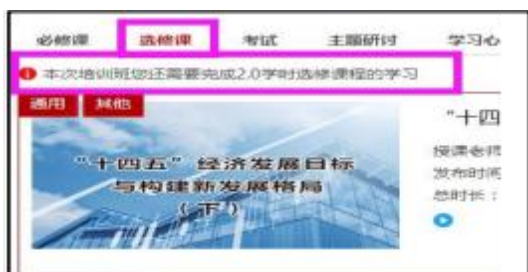 必修课 选修课 考试 主题研讨 学习心
本次培训班您还需要完成2.0学时选修课程的学习
通用 其他
"十四五"经济发展目标
与构建新发展格局
（下）
"十四
授课老师
发布时间
总时长：